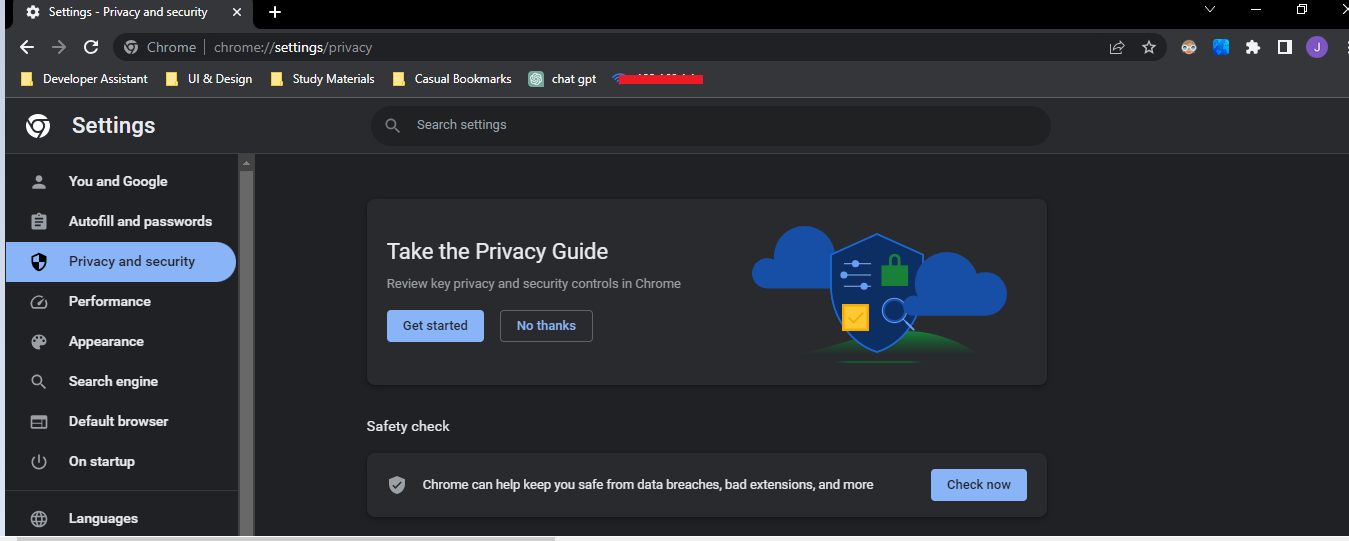 Settings - Privacy and security
Chrome chrome://settings/privacy
J
Developer Assistant UI & Design Study Materials Casual Bookmarks chat gpt
Settings
Search settings
You and Google
Autofill and passwords
Privacy and security
Performance
Appearance
Search engine
Default browser
On startup
Languages
Take the Privacy Guide
Review key privacy and security controls in Chrome
Get started No thanks
Safety check
Chrome can help keep you safe from data breaches, bad extensions, and more
Check now